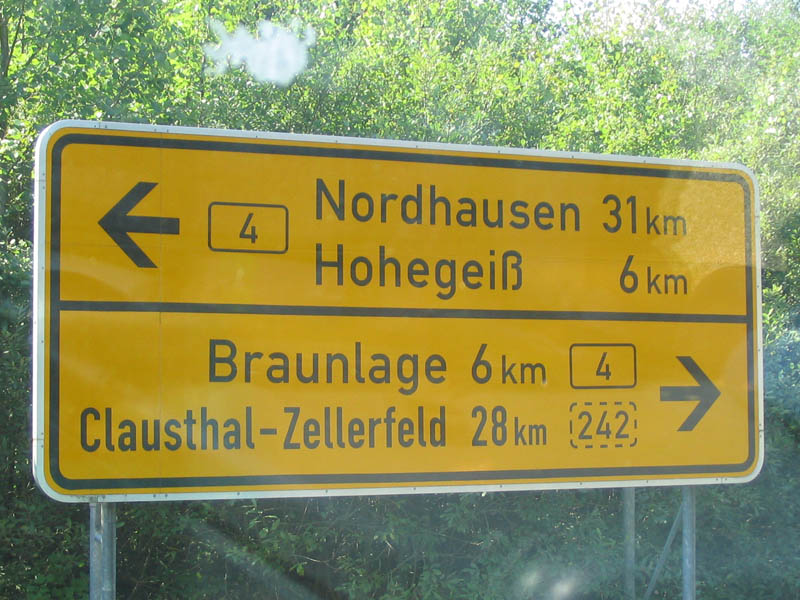 4 Nordhausen 31 km
Hohegeiß 6 km
Braunlage 6 km 4
Clausthal-Zellerfeld 28 km 242